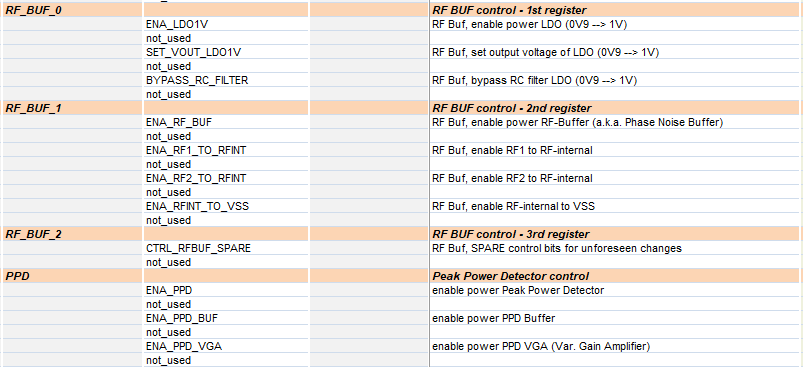 RF_BUF_0 RF BUF control - 1st register
ENA_LDO1V RF Buf, enable power LDO (0V9 --> 1V)
not_used
SET_VOUT_LDO1V RF Buf, set output voltage of LDO (0V9 --> 1V)
not_used
BYPASS_RC_FILTER RF Buf, bypass RC filter LDO (0V9 --> 1V)
not_used
RF_BUF_1 RF BUF control - 2nd register
ENA_RF_BUF RF Buf, enable power RF-Buffer (a.k.a. Phase Noise Buffer)
not_used
ENA_RF1_TO_RFINT RF Buf, enable RF1 to RF-internal
not_used
ENA_RF2_TO_RFINT RF Buf, enable RF2 to RF-internal
not_used
ENA_RFINT_TO_VSS RF Buf, enable RF-internal to VSS
not_used
RF_BUF_2 RF BUF control - 3rd register
CTRL_RFBUF_SPARE RF Buf, SPARE control bits for unforeseen changes
not_used
PPD Peak Power Detector control
ENA_PPD enable power Peak Power Detector
not_used
ENA_PPD_BUF enable power PPD Buffer
not_used
ENA_PPD_VGA enable power PPD VGA (Var. Gain Amplifier)
not_used